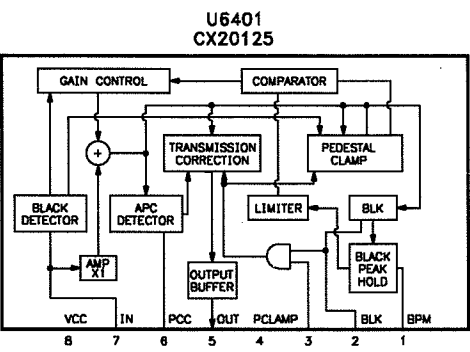 U6401
CX20125
GAIN CONTROL
COMPARATOR
+
TRANSMISSION
CORRECTION
PEDESTAL
CLAMP
BLACK
DETECTOR
APC
DETECTOR
LIMITER
BLK
AMP
X1
OUTPUT
BUFFER
BLACK
PEAK
HOLD
VCC IN PCC OUT PCLAMP BLK BPM
8 7 6 5 4 3 2 1